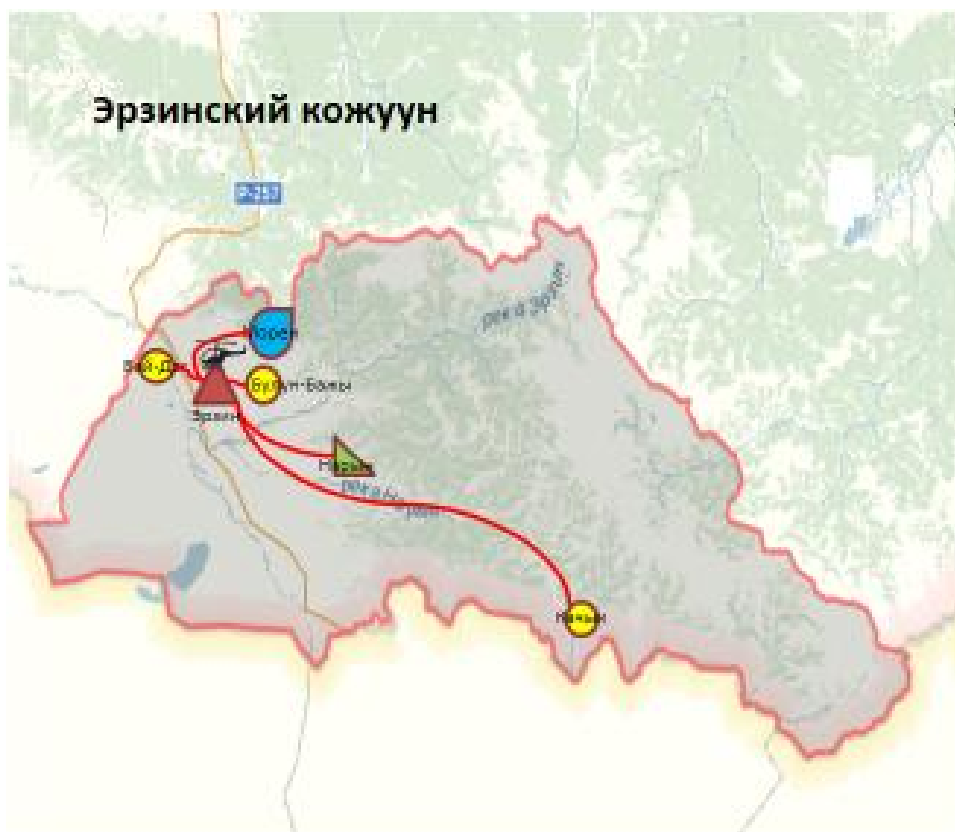 Эрзинский кожуун
Р-257
река Эрзин
Морен
Бай-Даг
Булун-Бажы
Эрзин
Нарын
река Нарын
Качык